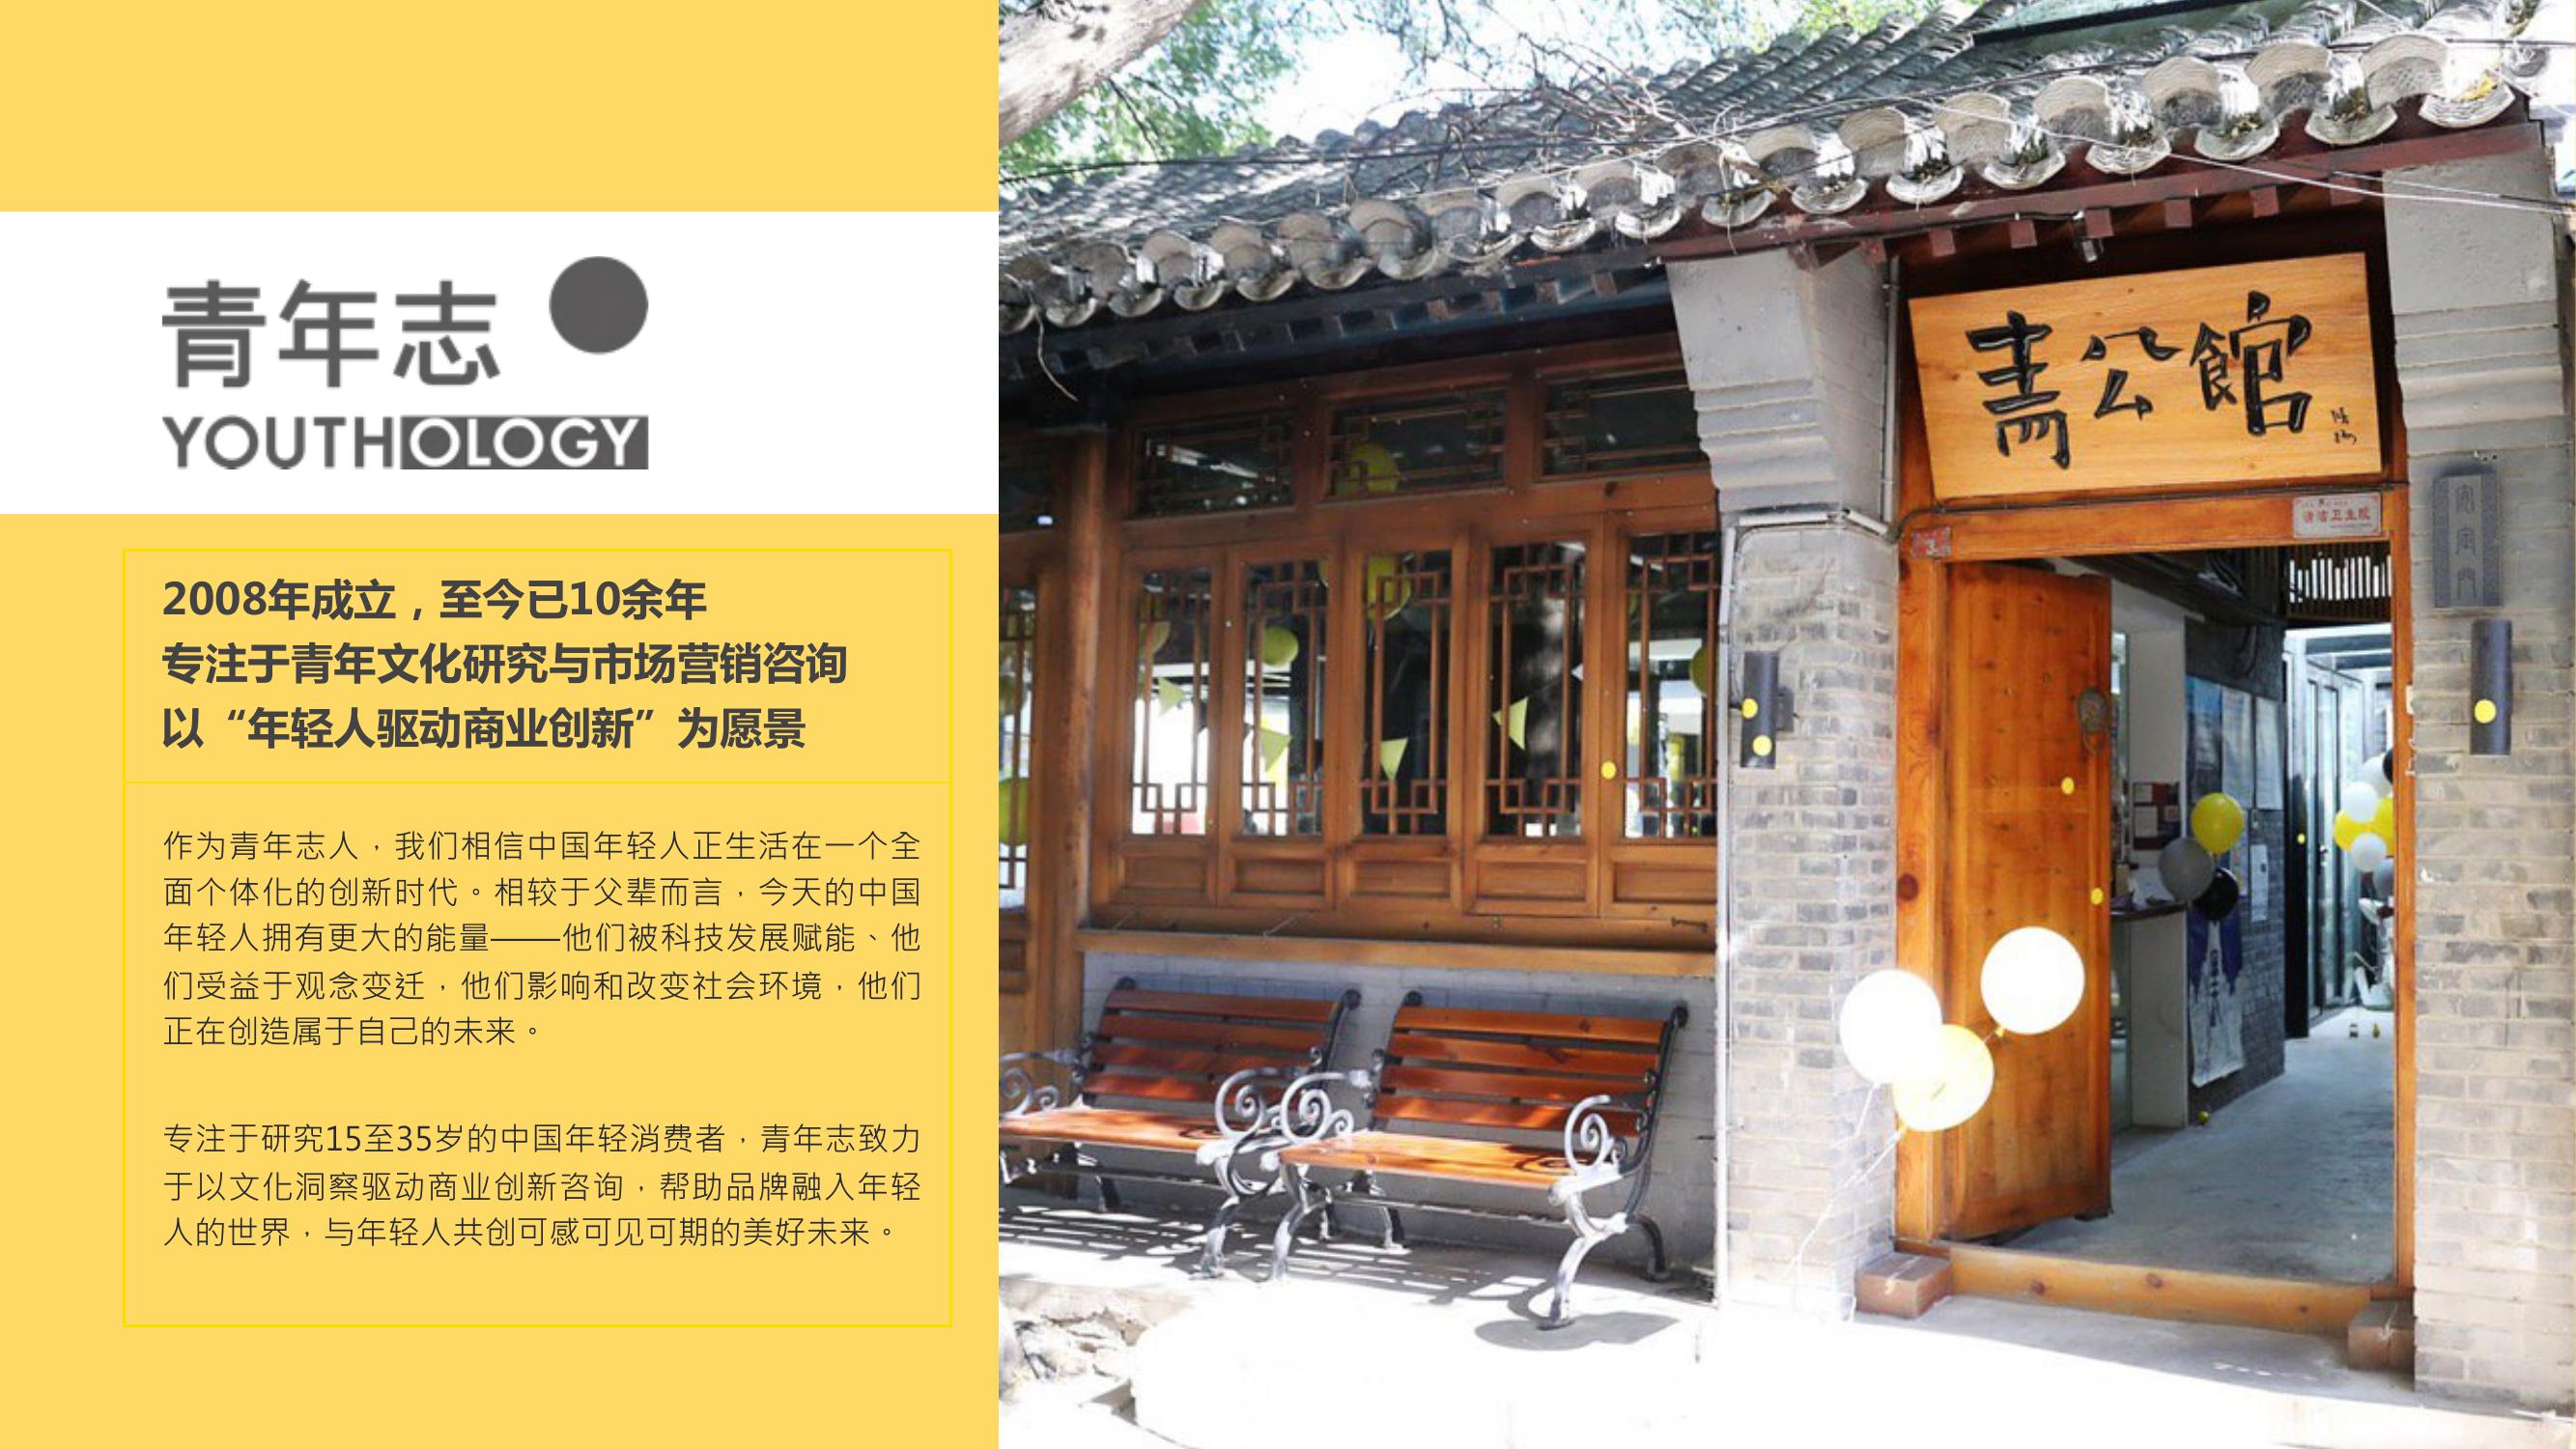 青年志
YOUTHOLOGY
2008年成立，至今已10余年
专注于青年文化研究与市场营销咨询
以“年轻人驱动商业创新”为愿景
作为青年志人，我们相信中国年轻人正生活在一个全
面个体化的创新时代。相较于父辈而言，今天的中国
年轻人拥有更大的能量——他们被科技发展赋能、他
们受益于观念变迁，他们影响和改变社会环境，他们
正在创造属于自己的未来。
专注于研究15至35岁的中国年轻消费者，青年志致力
于以文化洞察驱动商业创新咨询，帮助品牌融入年轻
人的世界，与年轻人共创可感可见可期的美好未来。
青公館
清洁卫生院